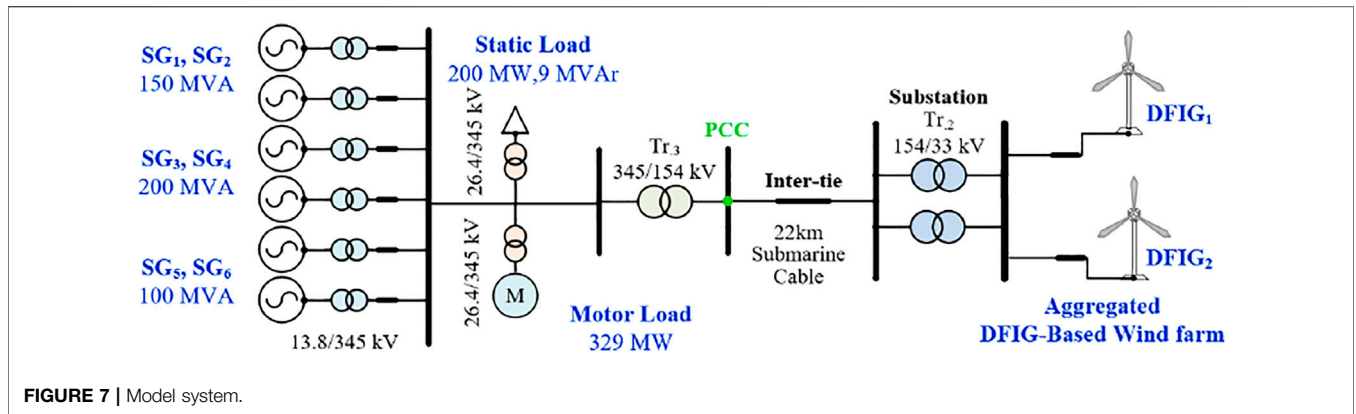 SG₁, SG₂
150 MVA
SG₃, SG₄
200 MVA
SG₅, SG₆
100 MVA
13.8/345 kV
Static Load
200 MW,9 MVAr
26.4/345 kV
26.4/345 kV
M
Motor Load
329 MW
Tr.₃
345/154 kV
PCC
Inter-tie
22km
Submarine
Cable
Substation
Tr.₂
154/33 kV
DFIG₁
DFIG₂
Aggregated
DFIG-Based Wind farm
FIGURE 7 | Model system.